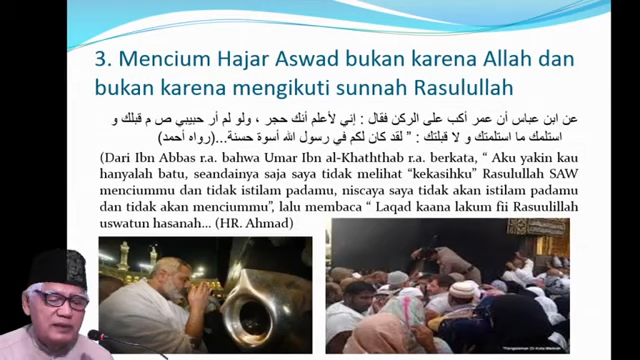 3. Mencium Hajar Aswad bukan karena Allah dan
bukan karena mengikuti sunnah Rasulullah
عن ابن عباس أن عمر أكب على الركن فقال : إني لأعلم أنك حجر ، ولو لم أر حبيبي ص م قبلك و
استلمك ما استلمتك و لا قبلتك : " لقد كان لكم في رسول الله أسوة حسنة...(رواه أحمد)
(Dari Ibn Abbas r.a. bahwa Umar Ibn al-Khaththab r.a. berkata, “ Aku yakin kau
hanyalah batu, seandainya saja saya tidak melihat “kekasihku” Rasulullah SAW
menciummu dan tidak istilam padamu, niscaya saya tidak akan istilam padamu
dan tidak akan menciummu”, lalu membaca “ Laqad kaana lakum fii Rasuulillah
uswatun hasanah... (HR. Ahmad)